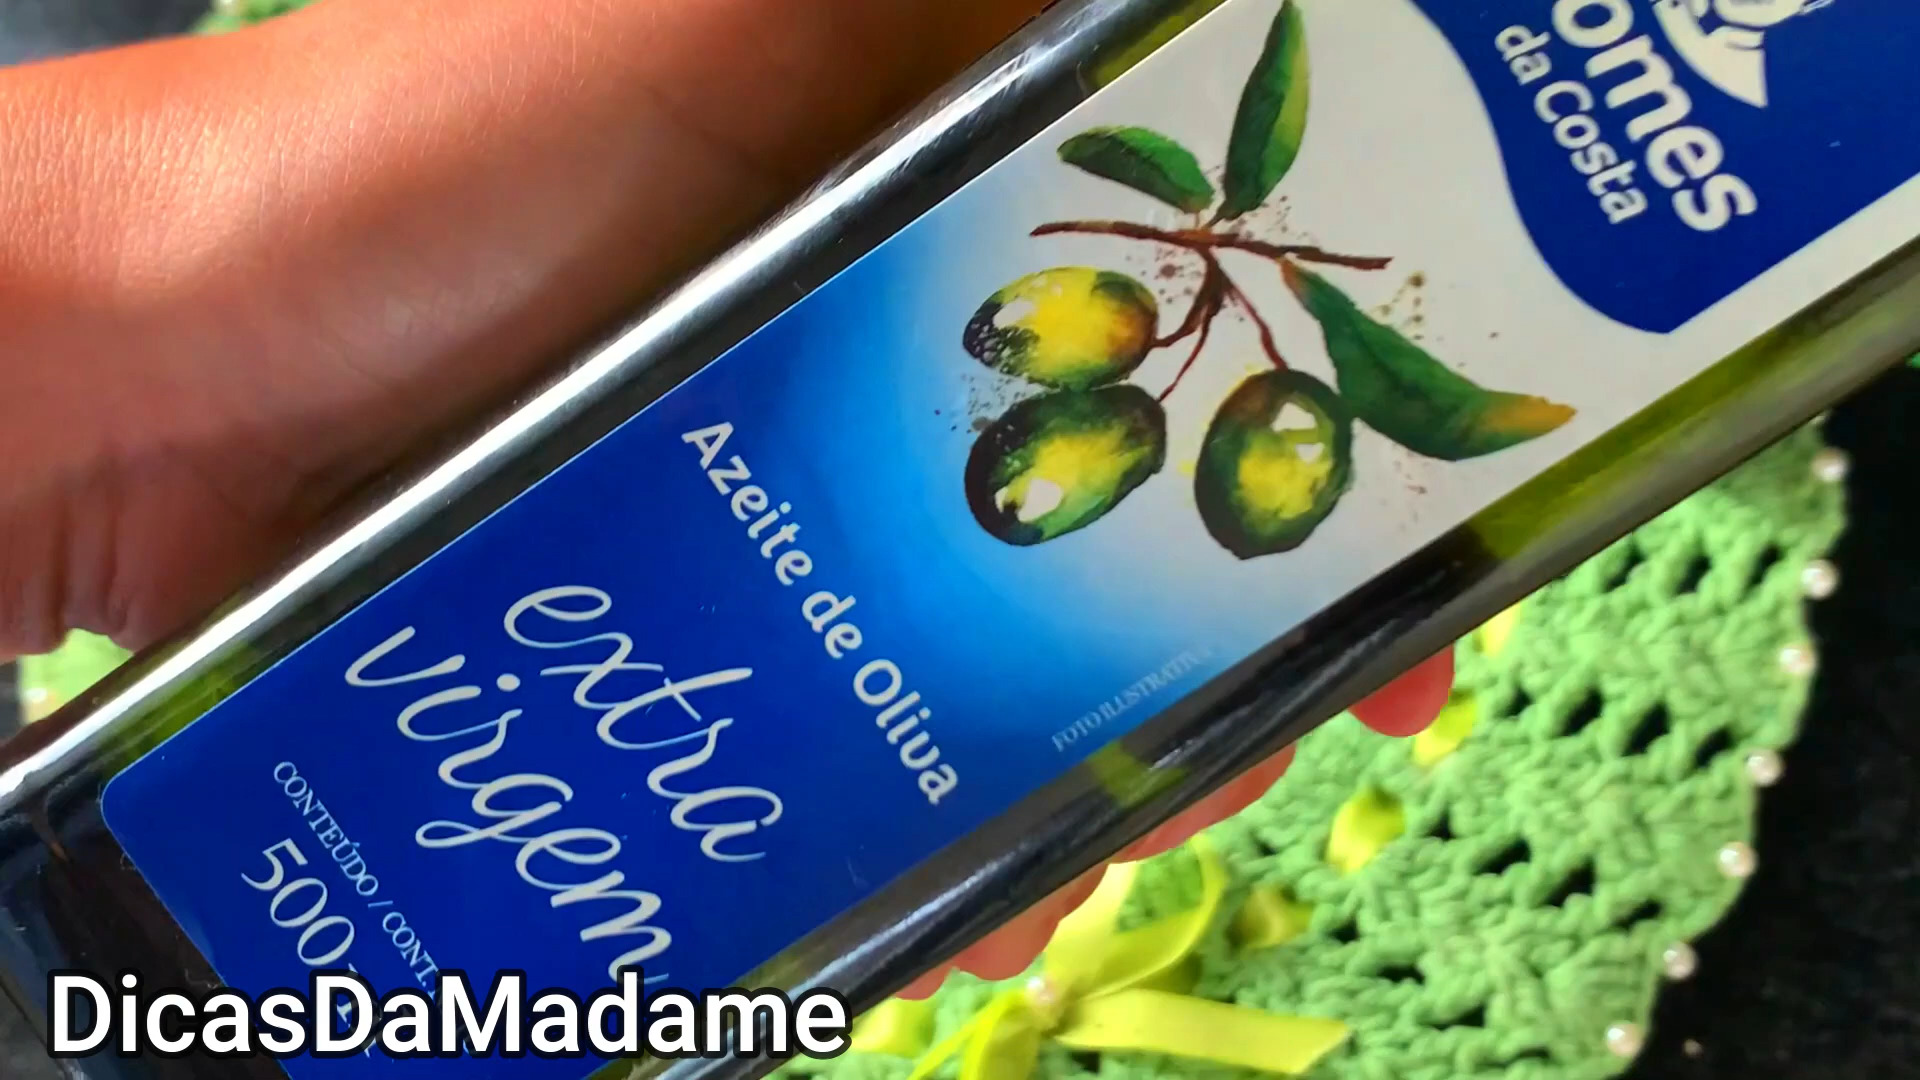 omes
da Costa
FOTO ILUSTRATIVA
Azeite de Oliva
extra
virgem
CONTEÚDO / CONT
500
DicasDaMadame